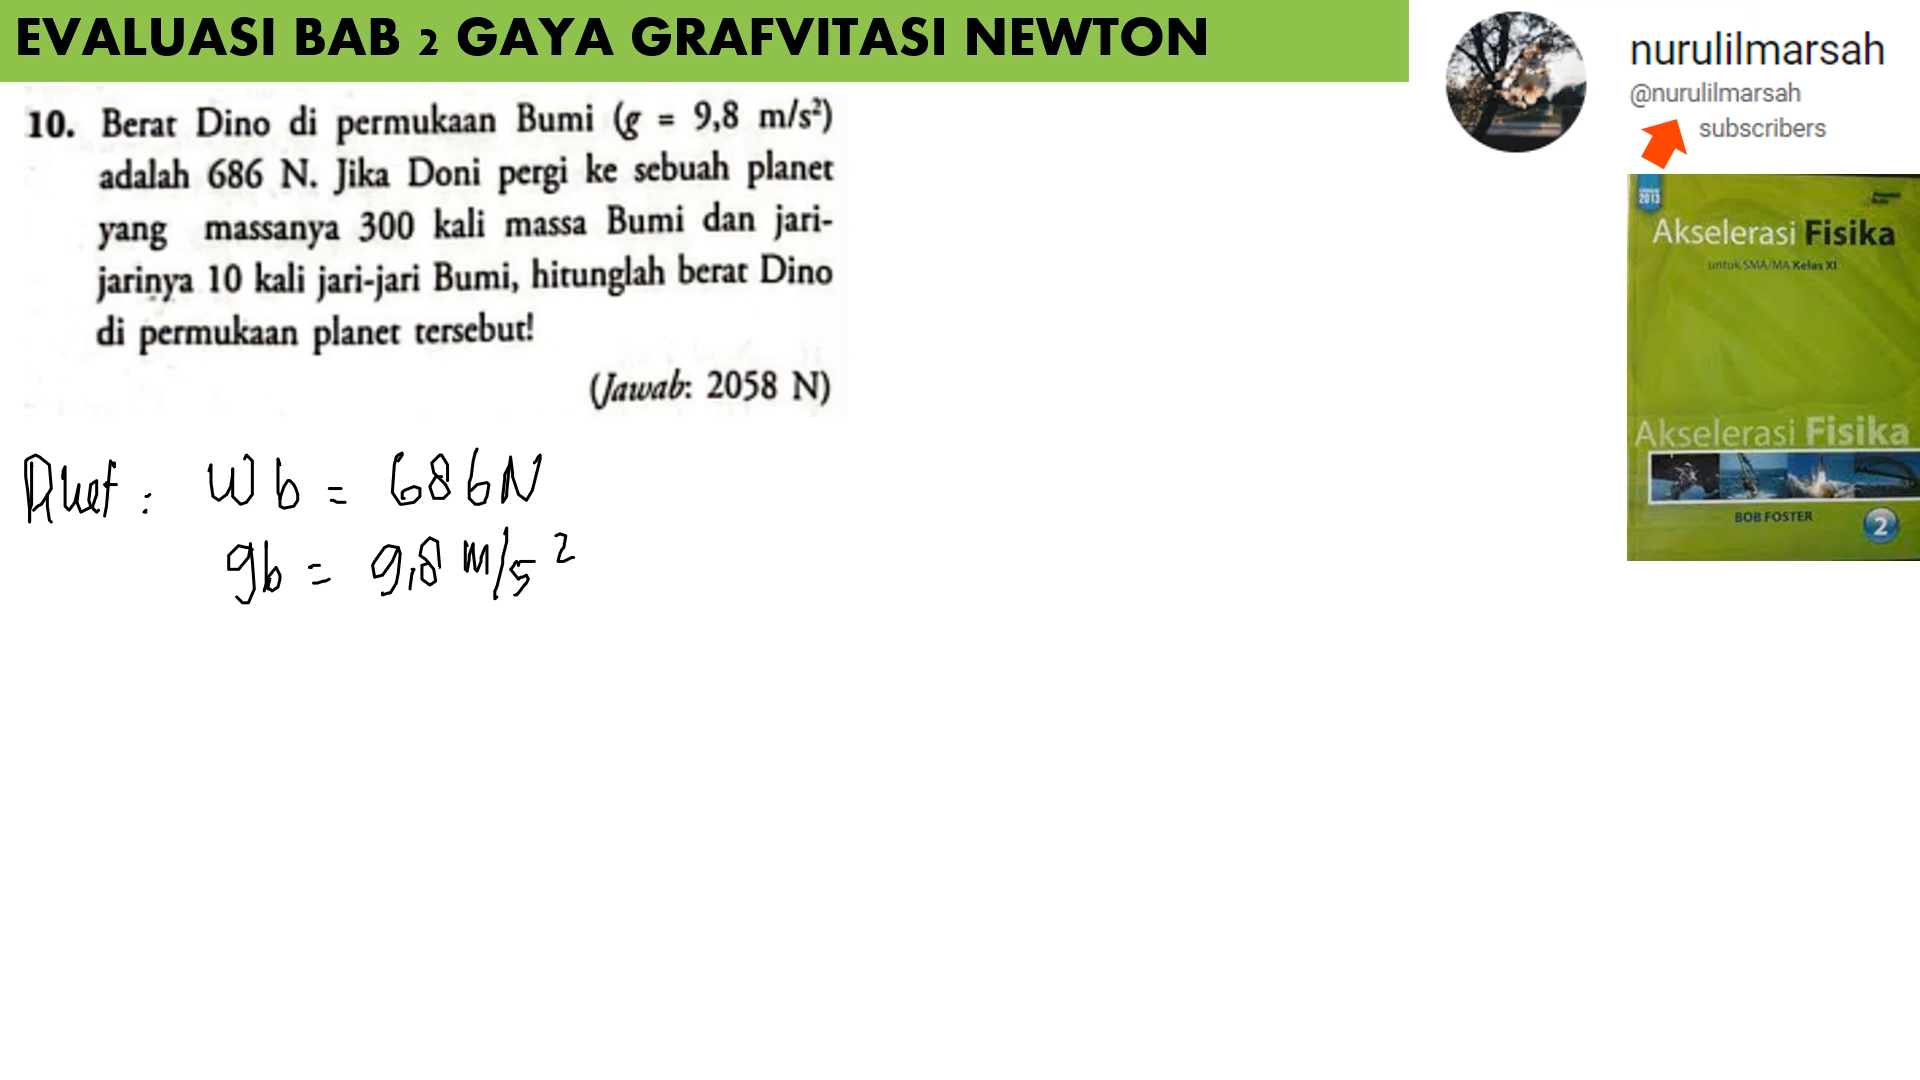 EVALUASI BAB 2 GAYA GRAFVITASI NEWTON
nurulilmarsah
@nurulilmarsah
subscribers
10. Berat Dino di permukaan Bumi (g = 9,8 m/s²)
adalah 686 N. Jika Doni pergi ke sebuah planet
yang massanya 300 kali massa Bumi dan jari-
jarinya 10 kali jari-jari Bumi, hitunglah berat Dino
di permukaan planet tersebut!
(Jawab: 2058 N)
2013
Akselerasi Fisika
untuk SMA/MA Kelas XI
Akselerasi Fisika
BOB FOSTER
2
: Wb = 686 N
gb = 9,8 m/s²